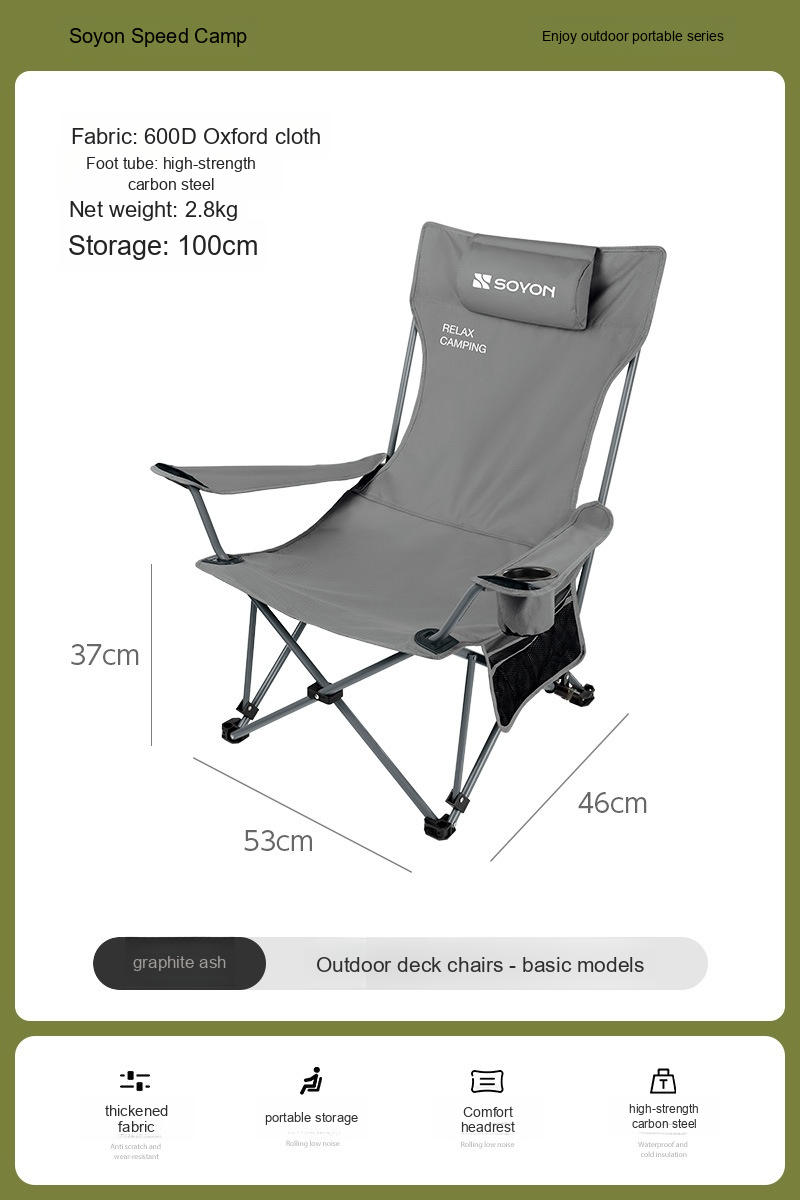 Soyon Speed Camp
Enjoy outdoor portable series
Fabric: 600D Oxford cloth
Foot tube: high-strength
carbon steel
Net weight: 2.8kg
Storage: 100cm
SOYON
RELAX
CAMPING
37cm
46cm
53cm
graphite ash
Outdoor deck chairs - basic models
thickened
fabric
Anti scratch and
wear-resistant
portable storage
Rolling low noise
Comfort
headrest
Rolling low noise
T
high-strength
carbon steel
Waterproof and
cold insulation